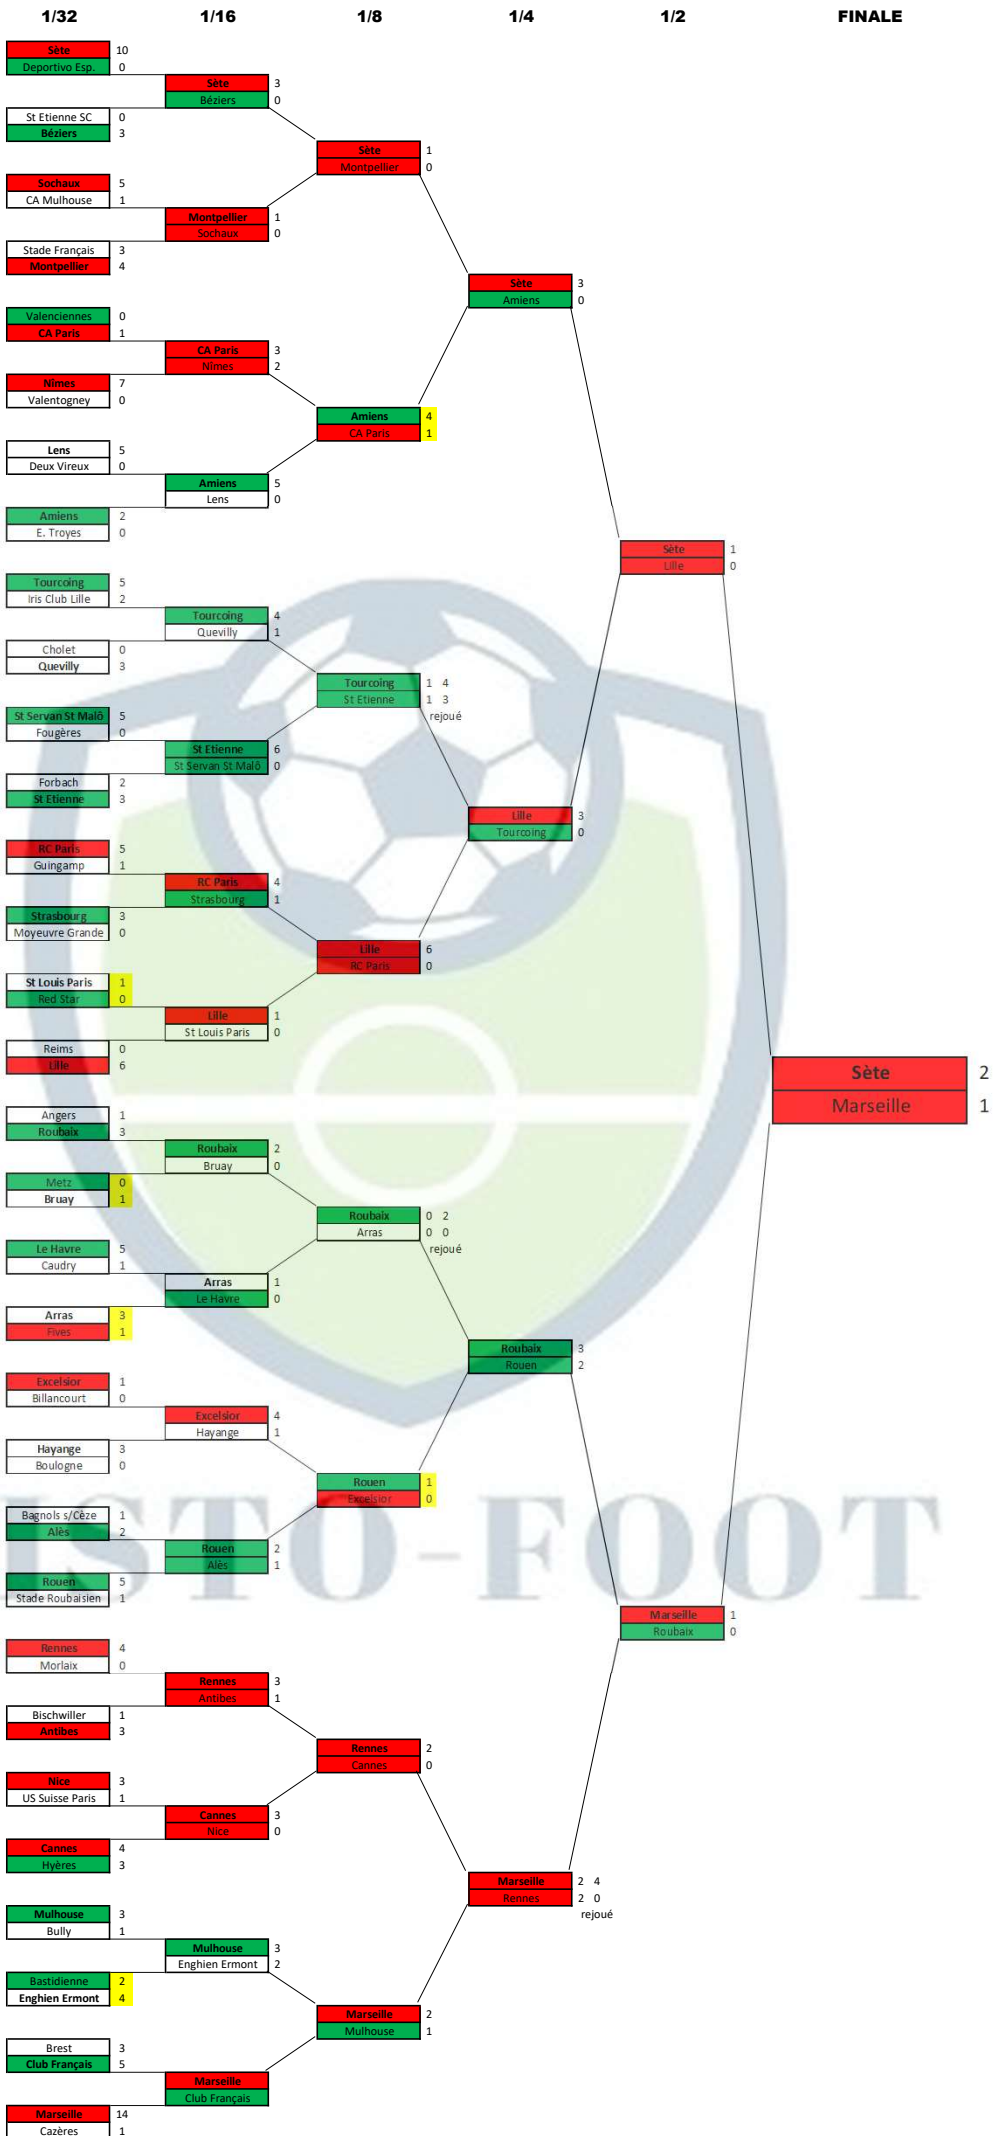 1/32 1/16 1/8 1/4 1/2 FINALE
Sète 10
Deportivo Esp. 0
Sète 3
Béziers 0
St Etienne SC 0
Béziers 3
Sète 1
Montpellier 0
Sochaux 5
CA Mulhouse 1
Montpellier 1
Sochaux 0
Stade Français 3
Montpellier 4
Sète 3
Amiens 0
Valenciennes 0
CA Paris 1
CA Paris 3
Nîmes 2
Nîmes 7
Valentogney 0
Amiens 4
CA Paris 1
Lens 5
Deux Vireux 0
Amiens 5
Lens 0
Amiens 2
E. Troyes 0
Sète 1
Lille 0
Tourcoing 5
Iris Club Lille 2
Tourcoing 4
Quevilly 1
Cholet 0
Quevilly 3
Tourcoing 1 4
St Etienne 1 3
rejoué
St Servan St Malô 5
Fougères 0
St Etienne 6
St Servan St Malô 0
Forbach 2
St Etienne 3
Lille 3
Tourcoing 0
RC Paris 5
Guingamp 1
RC Paris 4
Strasbourg 1
Strasbourg 3
Moyeuvre Grande 0
Lille 6
RC Paris 0
St Louis Paris 1
Red Star 0
Lille 1
St Louis Paris 0
Reims 0
Lille 6
Sète 2
Marseille 1
Angers 1
Roubaix 3
Roubaix 2
Bruay 0
Metz 0
Bruay 1
Roubaix 0 2
Arras 0 0
rejoué
Le Havre 5
Caudry 1
Arras 1
Le Havre 0
Arras 3
Fives 1
Roubaix 3
Rouen 2
Excelsior 1
Billancourt 0
Excelsior 4
Hayange 1
Hayange 3
Boulogne 0
Rouen 1
Excelsior 0
ISTO-FOOT
Bagnols s/Cèze 1
Alès 2
Rouen 2
Alès 1
Rouen 5
Stade Roubaisien 1
Marseille 1
Roubaix 0
Rennes 4
Morlaix 0
Rennes 3
Antibes 1
Bischwiller 1
Antibes 3
Rennes 2
Cannes 0
Nice 3
US Suisse Paris 1
Cannes 3
Nice 0
Cannes 4
Hyères 3
Marseille 2 4
Rennes 2 0
rejoué
Mulhouse 3
Bully 1
Mulhouse 3
Enghien Ermont 2
Bastidienne 2
Enghien Ermont 4
Marseille 2
Mulhouse 1
Brest 3
Club Français 5
Marseille
Club Français
Marseille 14
Cazères 1